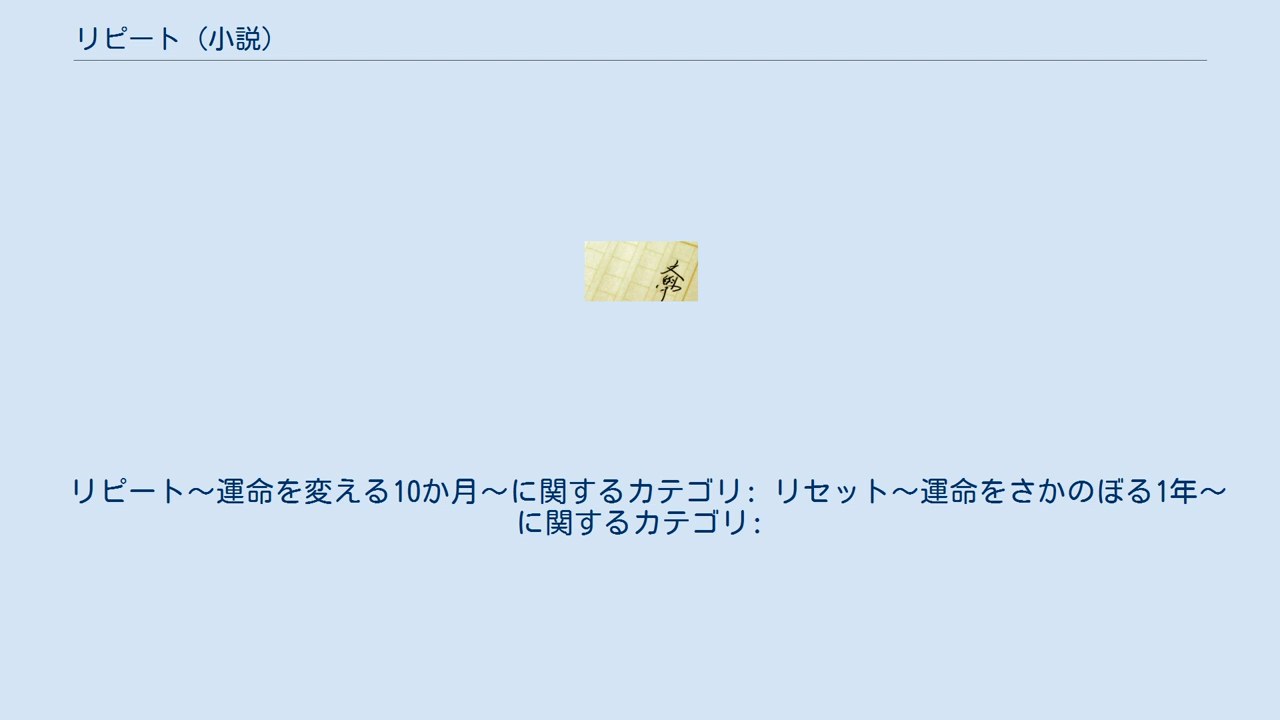 リピート（小説）
リピート～運命を変える10か月～に関するカテゴリ: リセット～運命をさかのぼる1年～
に関するカテゴリ: